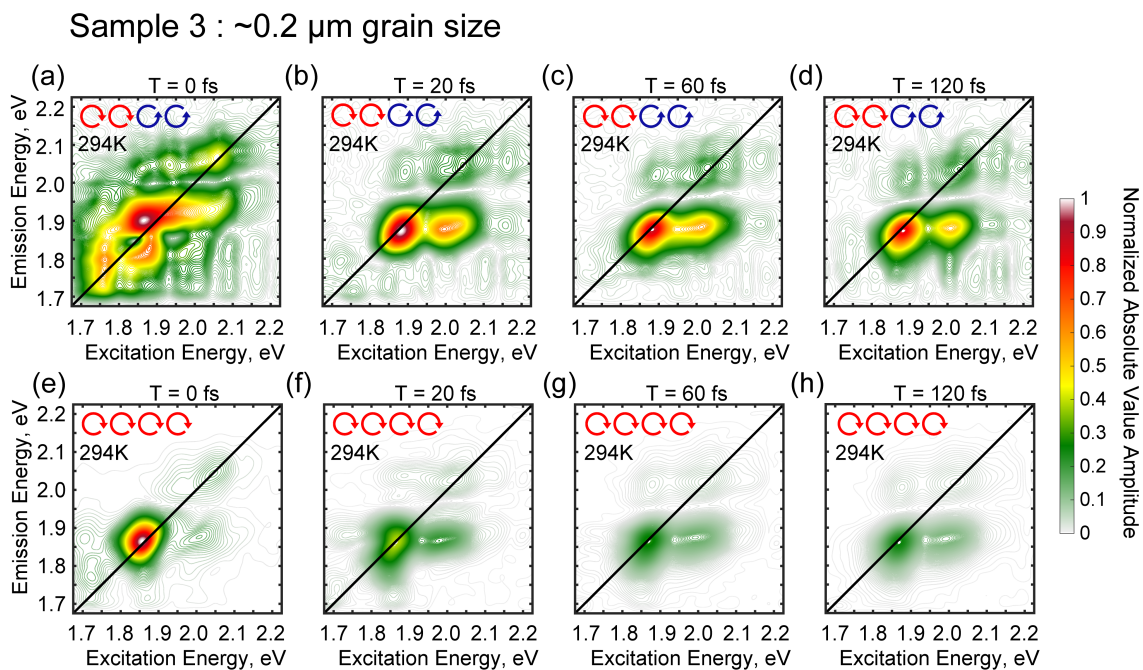 Sample 3 : ~0.2 µm grain size
(a) T = 0 fs
(b) T = 20 fs
(c) T = 60 fs
(d) T = 120 fs
294K
294K
294K
294K
Emission Energy, eV
2.2
2.1
2.0
1.9
1.8
1.7
1.7 1.8 1.9 2.0 2.1 2.2
1.7 1.8 1.9 2.0 2.1 2.2
1.7 1.8 1.9 2.0 2.1 2.2
1.7 1.8 1.9 2.0 2.1 2.2
Excitation Energy, eV
Excitation Energy, eV
Excitation Energy, eV
Excitation Energy, eV
(e) T = 0 fs
(f) T = 20 fs
(g) T = 60 fs
(h) T = 120 fs
294K
294K
294K
294K
Emission Energy, eV
2.2
2.1
2.0
1.9
1.8
1.7
1.7 1.8 1.9 2.0 2.1 2.2
1.7 1.8 1.9 2.0 2.1 2.2
1.7 1.8 1.9 2.0 2.1 2.2
1.7 1.8 1.9 2.0 2.1 2.2
Excitation Energy, eV
Excitation Energy, eV
Excitation Energy, eV
Excitation Energy, eV
1
0.9
0.8
0.7
0.6
0.5
0.4
0.3
0.2
0.1
0
Normalized Absolute Value Amplitude